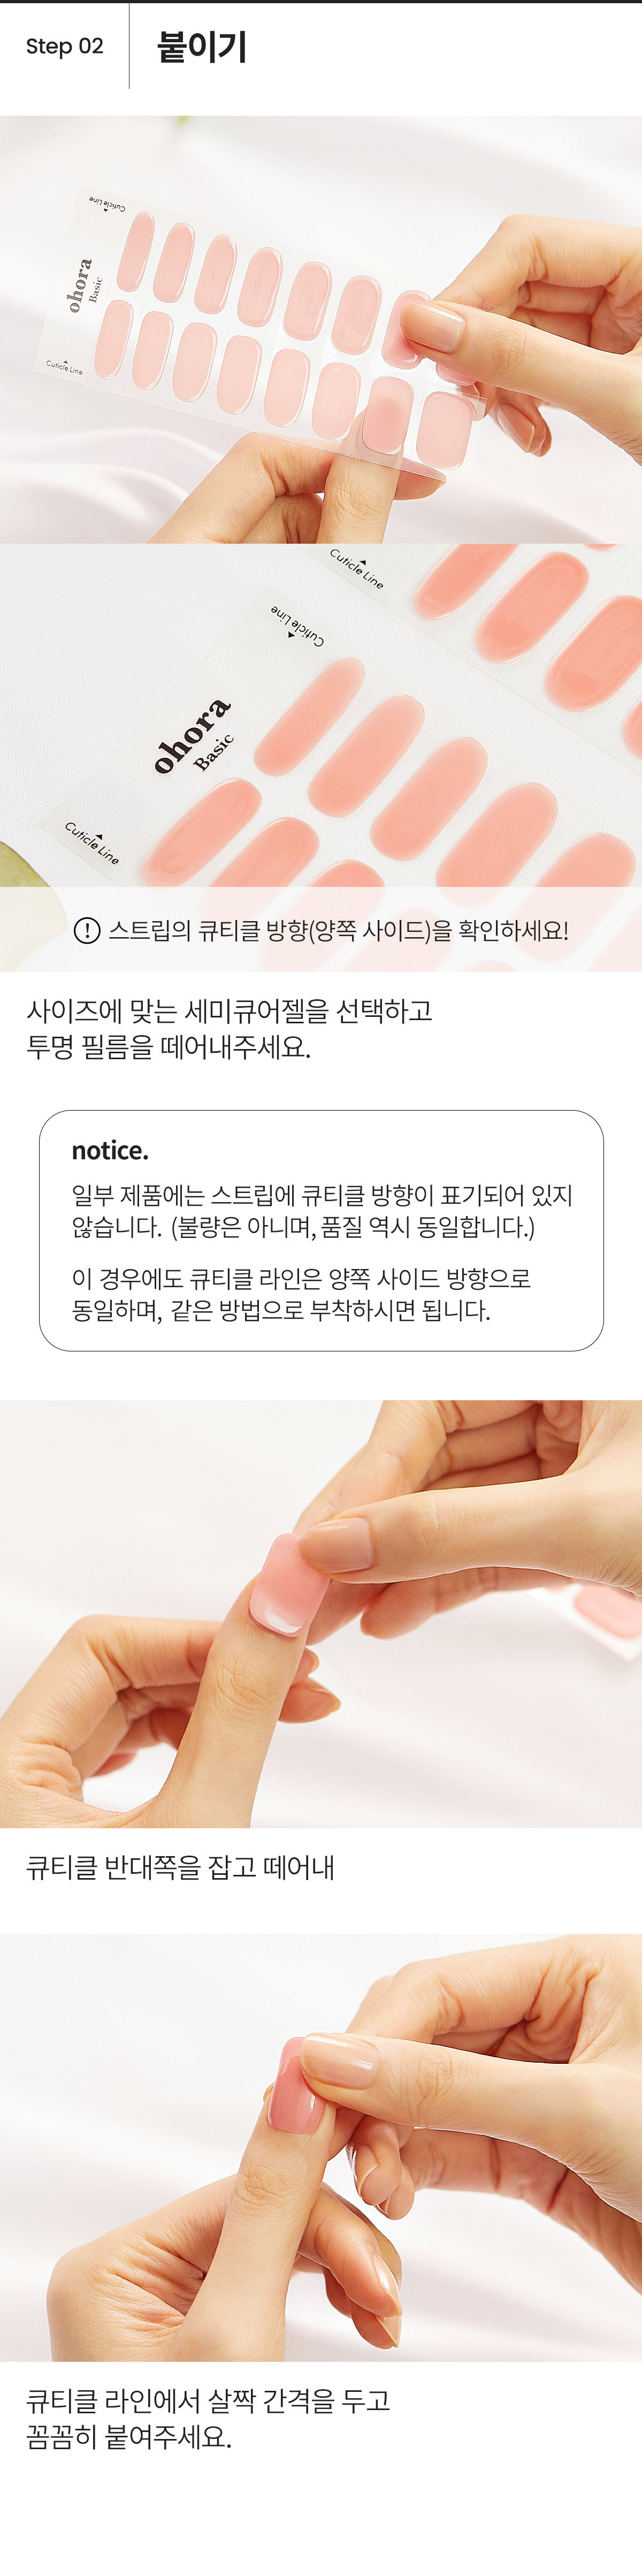 Step 02
붙이기
Cuticle Line
ohora
Basic
Cuticle Line
Cuticle Line
Cuticle Line
ohora
Basic
Cuticle Line
스트립의 큐티클 방향(양쪽 사이드)을 확인하세요!
사이즈에 맞는 세미큐어젤을 선택하고
투명 필름을 떼어내주세요.
notice.
일부 제품에는 스트립에 큐티클 방향이 표기되어 있지
않습니다. (불량은 아니며, 품질 역시 동일합니다.)
이 경우에도 큐티클 라인은 양쪽 사이드 방향으로
동일하며, 같은 방법으로 부착하시면 됩니다.
큐티클 반대쪽을 잡고 떼어내
큐티클 라인에서 살짝 간격을 두고
꼼꼼히 붙여주세요.